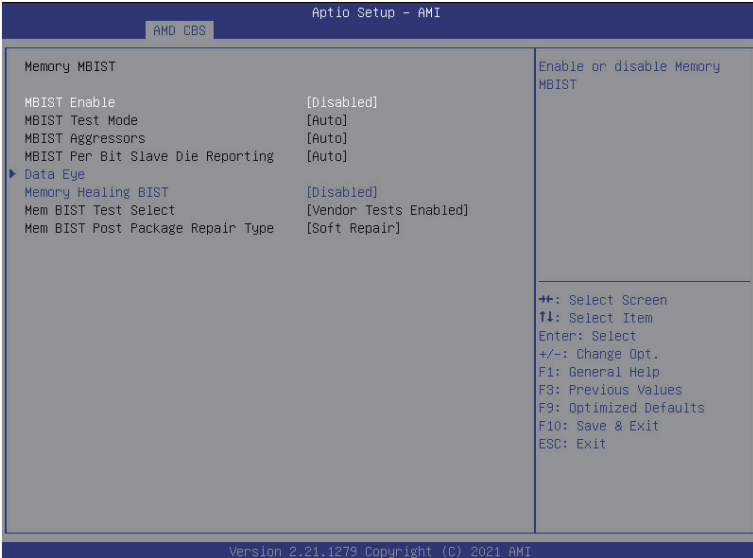 Aptio Setup - AMI
AMD CBS
Memory MBIST
MBIST Enable [Disabled]
MBIST Test Mode [Auto]
MBIST Aggressors [Auto]
MBIST Per Bit Slave Die Reporting [Auto]
Data Eye
Memory Healing BIST [Disabled]
Mem BIST Test Select [Vendor Tests Enabled]
Mem BIST Post Package Repair Type [Soft Repair]
Enable or disable Memory
MBIST
→←: Select Screen
↑↓: Select Item
Enter: Select
+/-: Change Opt.
F1: General Help
F3: Previous Values
F9: Optimized Defaults
F10: Save & Exit
ESC: Exit
Version 2.21.1279 Copyright (C) 2021 AMI